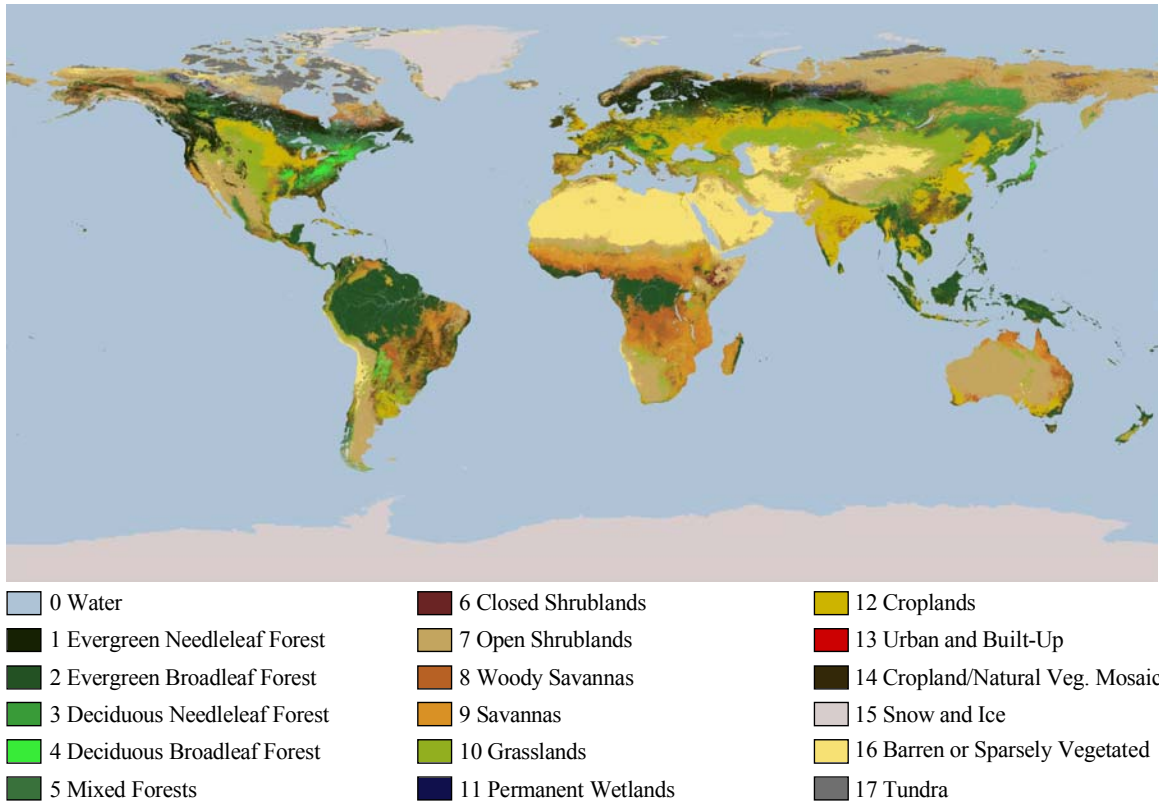 0 Water
1 Evergreen Needleleaf Forest
2 Evergreen Broadleaf Forest
3 Deciduous Needleleaf Forest
4 Deciduous Broadleaf Forest
5 Mixed Forests
6 Closed Shrublands
7 Open Shrublands
8 Woody Savannas
9 Savannas
10 Grasslands
11 Permanent Wetlands
12 Croplands
13 Urban and Built-Up
14 Cropland/Natural Veg. Mosaic
15 Snow and Ice
16 Barren or Sparsely Vegetated
17 Tundra